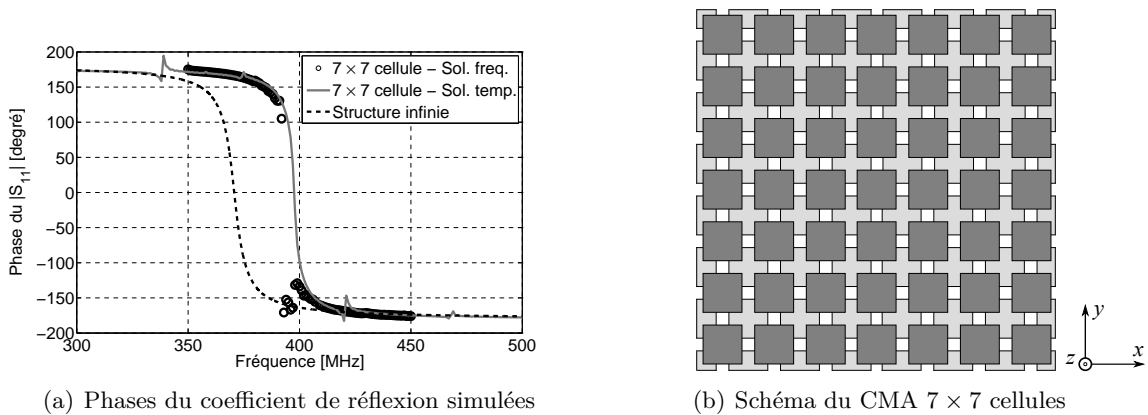 200
150
100
50
0
−50
−100
−150
−200
300 350 400 450 500
Fréquence [MHz]
Phase du |S11| [degré]
7 × 7 cellule − Sol. freq.
7 × 7 cellule − Sol. temp.
Structure infinie
y
z x
(a) Phases du coefficient de réflexion simulées
(b) Schéma du CMA 7 × 7 cellules